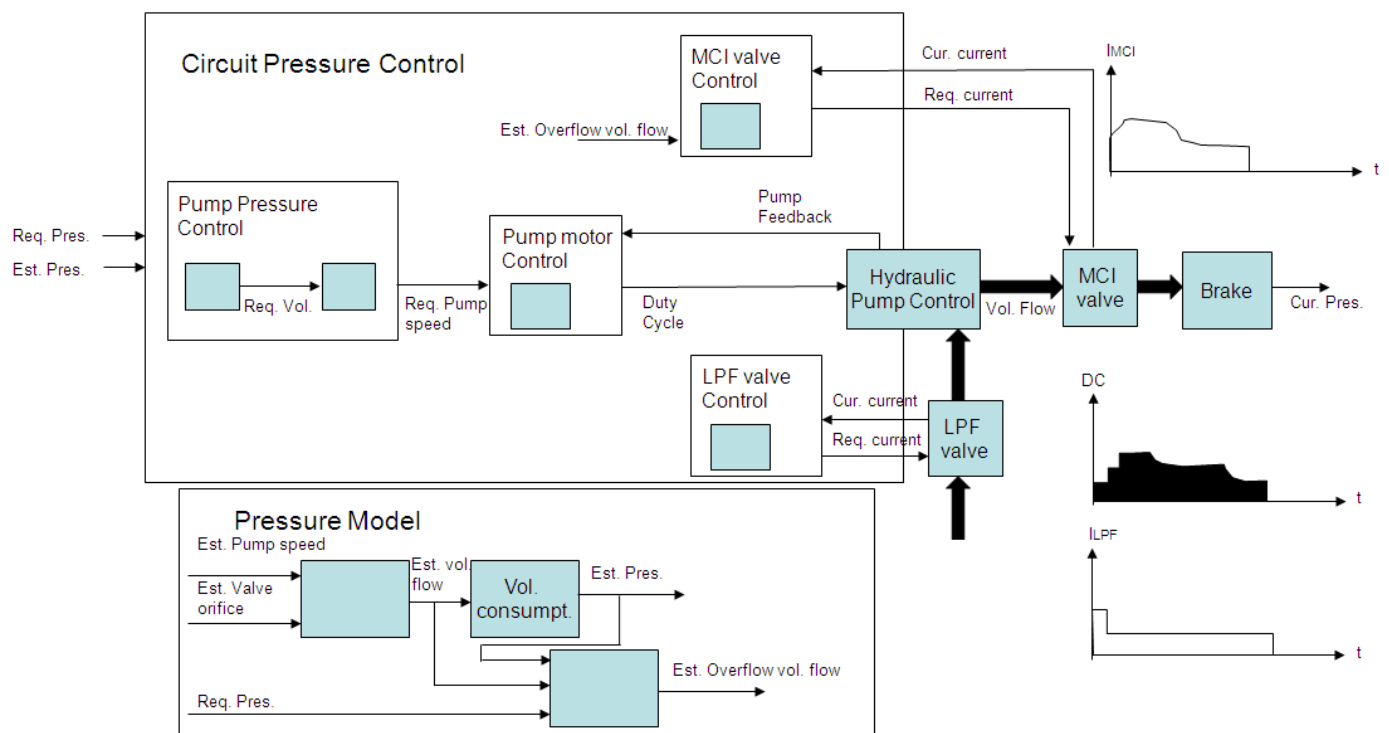 Circuit Pressure Control
MCI valve
Control
Cur. current
Req. current
Est. Overflow vol. flow
IMCI
t
Pump Pressure
Control
Req. Vol.
Req. Pres.
Est. Pres.
Req. Pump
speed
Pump motor
Control
Pump
Feedback
Duty
Cycle
Hydraulic
Pump Control
Vol. Flow
MCI
valve
Brake
Cur. Pres.
LPF valve
Control
Cur. current
Req. current
LPF
valve
DC
t
ILPF
t
Pressure Model
Est. Pump speed
Est. Valve
orifice
Est. vol.
flow
Vol.
consumpt.
Est. Pres.
Req. Pres.
Est. Overflow vol. flow